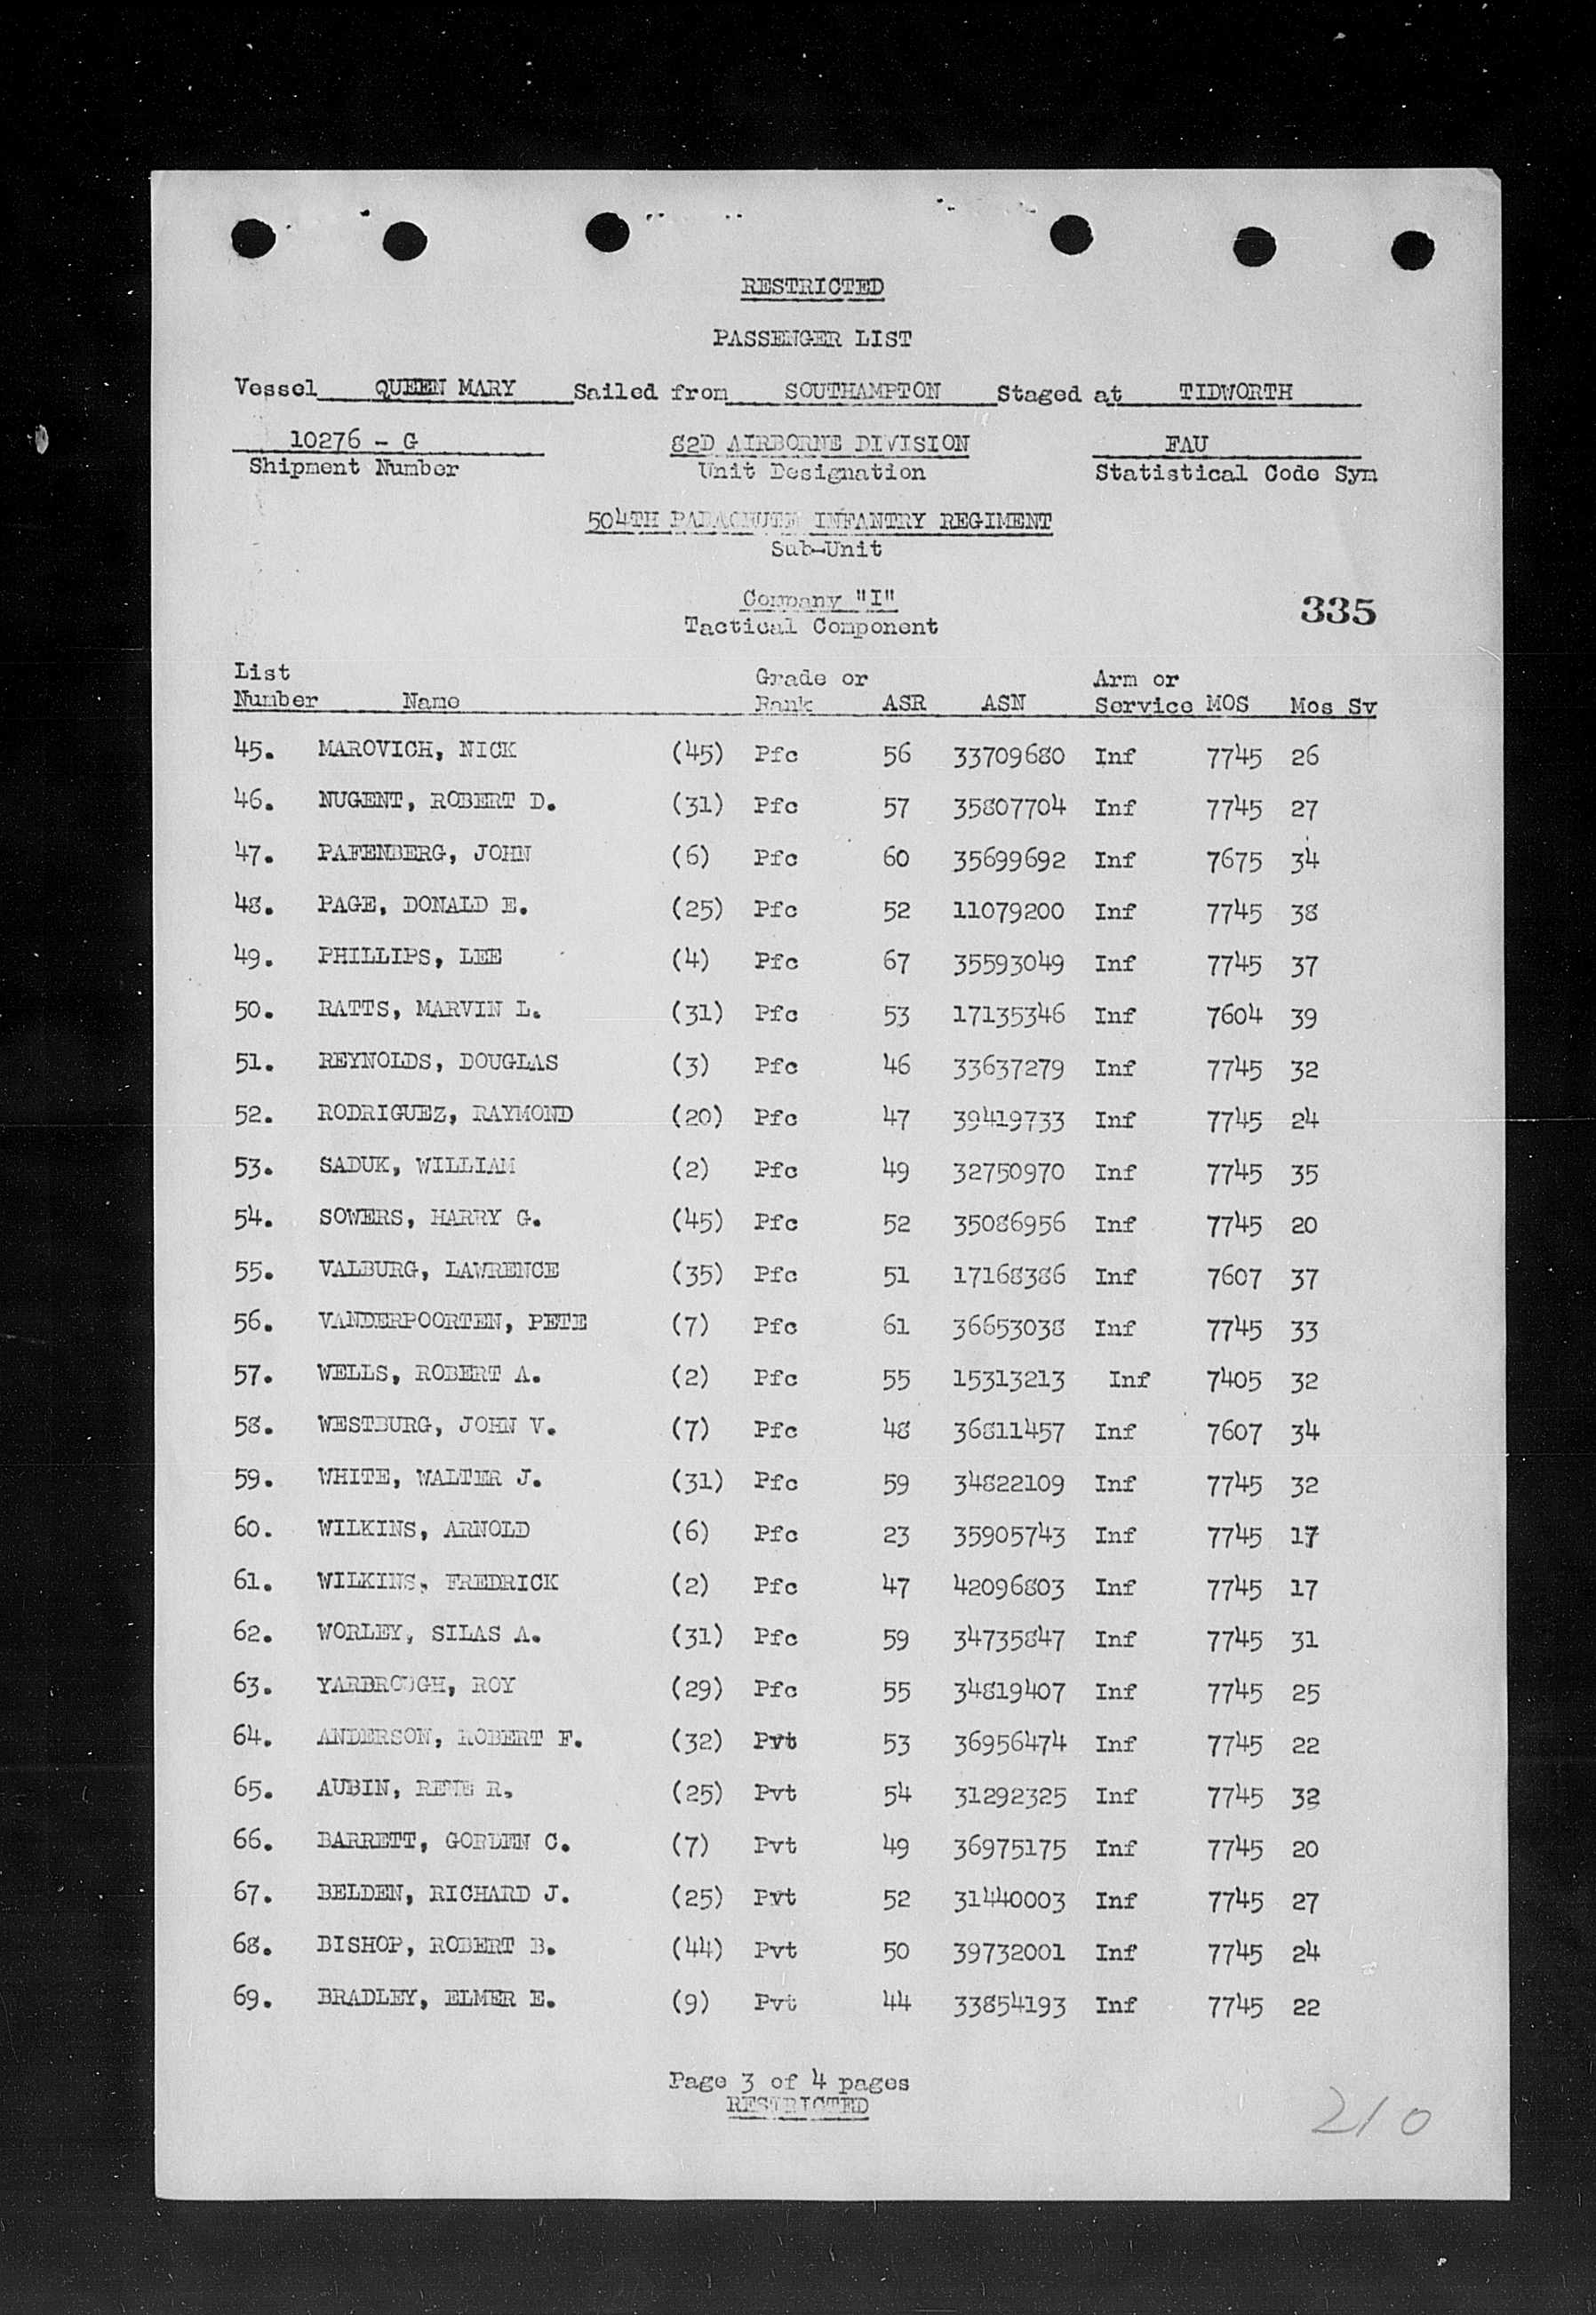 RESTRICTED
PASSENGER LIST
Vessel QUEEN MARY Sailed from SOUTHAMPTON Staged at TIDWORTH
10276 - G 82D AIRBORNE DIVISION FAU
Shipment Number Unit Designation Statistical Code Sym
504TH PARACHUTE INFANTRY REGIMENT
Sub-Unit
Company "I"
335
Tactical Component
List Grade or Arm or
Number Name Rank ASR ASN Service MOS Mos Sv
45. MAROVICH, NICK (45) Pfc 56 33709680 Inf 7745 26
46. NUGENT, ROBERT D. (31) Pfc 57 35807704 Inf 7745 27
47. PAFENBERG, JOHN (6) Pfc 60 35699692 Inf 7675 34
48. PAGE, DONALD E. (25) Pfc 52 11079200 Inf 7745 38
49. PHILLIPS, LEE (4) Pfc 67 35593049 Inf 7745 37
50. RATTS, MARVIN L. (31) Pfc 53 17135346 Inf 7604 39
51. REYNOLDS, DOUGLAS (3) Pfc 46 33637279 Inf 7745 32
52. RODRIGUEZ, RAYMOND (20) Pfc 47 39419733 Inf 7745 24
53. SADUK, WILLIAM (2) Pfc 49 32750970 Inf 7745 35
54. SOWERS, HARRY G. (45) Pfc 52 35086956 Inf 7745 20
55. VALBURG, LAWRENCE (35) Pfc 51 17168386 Inf 7607 37
56. VANDERPOORTEN, PETE (7) Pfc 61 36653038 Inf 7745 33
57. WELLS, ROBERT A. (2) Pfc 55 15313213 Inf 7405 32
58. WESTBURG, JOHN V. (7) Pfc 48 36811457 Inf 7607 34
59. WHITE, WALTER J. (31) Pfc 59 34822109 Inf 7745 32
60. WILKINS, ARNOLD (6) Pfc 23 35905743 Inf 7745 17
61. WILKINS, FREDRICK (2) Pfc 47 42096803 Inf 7745 17
62. WORLEY, SILAS A. (31) Pfc 59 34735847 Inf 7745 31
63. YARBROUGH, ROY (29) Pfc 55 34819407 Inf 7745 25
64. ANDERSON, ROBERT F. (32) Pvt 53 36956474 Inf 7745 22
65. AUBIN, RENE R. (25) Pvt 54 31292325 Inf 7745 32
66. BARRETT, GORDEN C. (7) Pvt 49 36975175 Inf 7745 20
67. BELDEN, RICHARD J. (25) Pvt 52 31440003 Inf 7745 27
68. BISHOP, ROBERT B. (44) Pvt 50 39732001 Inf 7745 24
69. BRADLEY, ELMER E. (9) Pvt 44 33854193 Inf 7745 22
Page 3 of 4 pages
RESTRICTED
210